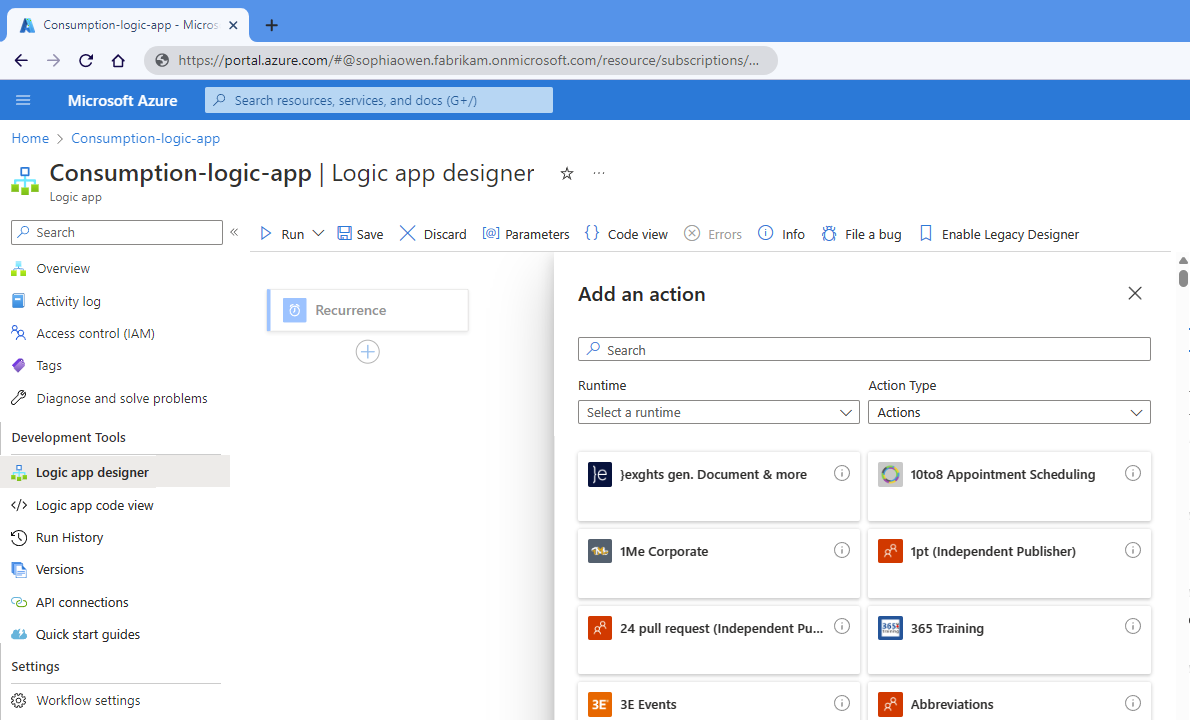 Consumption-logic-app - Micros
https://portal.azure.com/#@sophiaowen.fabrikam.onmicrosoft.com/resource/subscriptions/...
Microsoft Azure
Search resources, services, and docs (G+/)
Home > Consumption-logic-app
Consumption-logic-app | Logic app designer
Logic app
Search
«
Run
Save
Discard
Parameters
Code view
Errors
Info
File a bug
Enable Legacy Designer
Overview
Activity log
Access control (IAM)
Tags
Diagnose and solve problems
Development Tools
Logic app designer
Logic app code view
Run History
Versions
API connections
Quick start guides
Settings
Workflow settings
Recurrence
Add an action
Search
Runtime
Action Type
Select a runtime
Actions
}e
}exghts gen. Document & more
10to8 Appointment Scheduling
1Me Corporate
1pt (Independent Publisher)
24 pull request (Independent Pu...
365 Training
3E
3E Events
Abbreviations